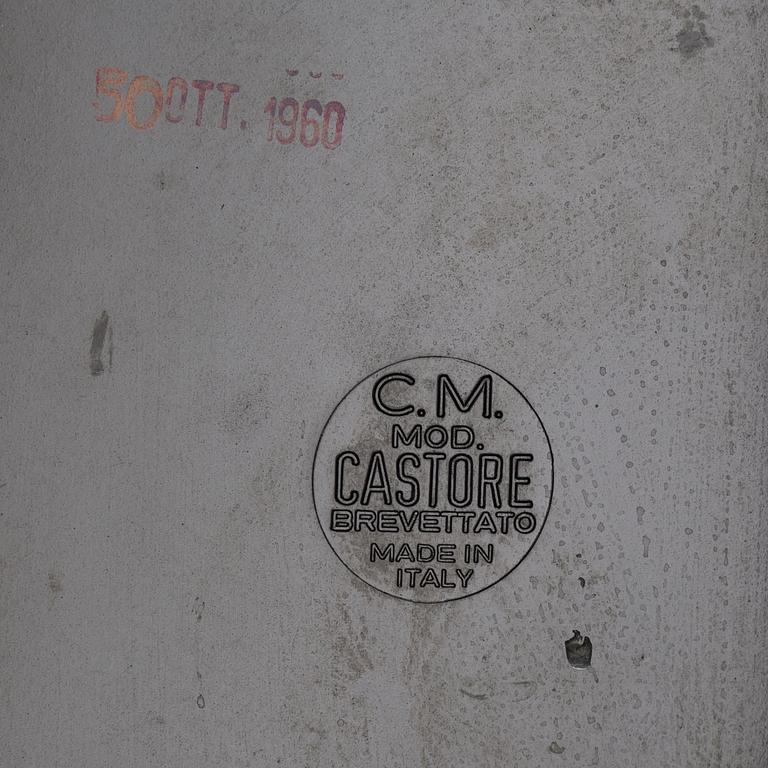 50OTT. 1960
C. M.
MOD.
CASTORE
BREVETTATO
MADE IN
ITALY